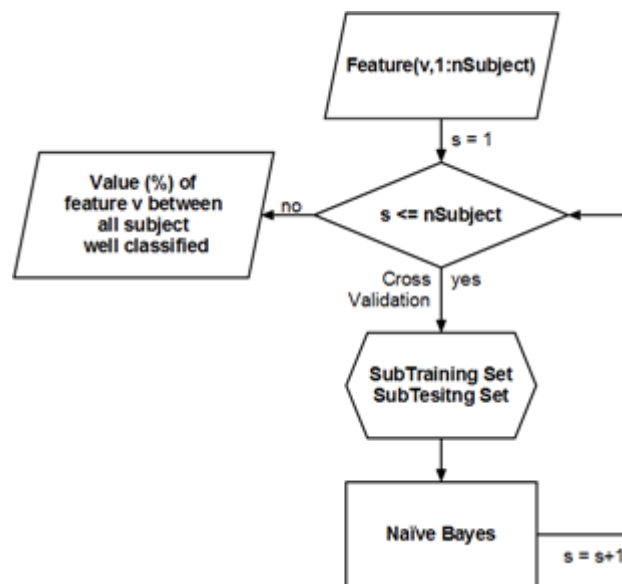 Feature(v,1:nSubject)
s = 1
Value (%) of
feature v between
all subject
well classified
no
s <= nSubject
Cross
Validation
yes
SubTraining Set
SubTesitng Set
Naïve Bayes
s = s+1